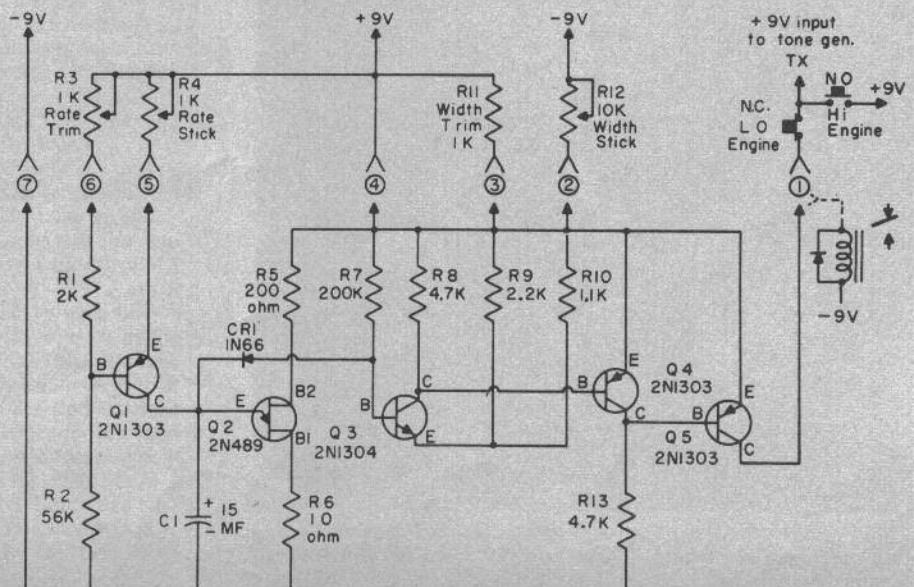 -9V
+9V
-9V
+9V input
to tone gen.
TX
NO
+9V
Hi
Engine
N.C.
LO
Engine
R3
1K
Rate
Trim
R4
1K
Rate
Stick
R11
Width
Trim
1K
R12
10K
Width
Stick
7
6
5
4
3
2
1
-9V
R1
2K
R5
200
ohm
R7
200K
R8
4.7K
R9
2.2K
R10
1.1K
CR1
1N66
B
E
C
Q1
2N1303
E
B2
B1
Q2
2N489
B
C
E
Q3
2N1304
B
E
C
Q4
2N1303
B
E
C
Q5
2N1303
R2
56K
C1
+
15
-
MF
R6
10
ohm
R13
4.7K